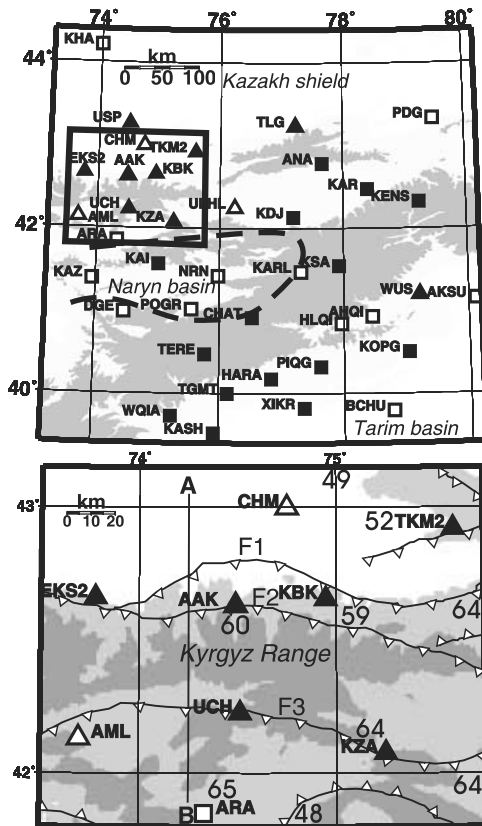 74° 76° 78° 80°
KHA
44°
km
0 50 100
Kazakh shield
USP
TLG
PDG
CHM
TKM2
EKS2
AAK
KBK
ANA
KAR
KENS
UCH
AML
KZA
KDJ
42°
ARA
KAI
KAZ
NRN
KARL
KSA
Naryn basin
WUS
AKSU
DGE
POGR
CHAT
HLQI
AHQI
TERE
KOPG
HARA
PIQG
40°
TGMT
WQIA
XIKR
BCHU
KASH
Tarim basin
74° 75°
A
49
43°
km
0 10 20
CHM
52
TKM2
F1
EKS2
AAK
F2
KBK
60
59
64
Kyrgyz Range
UCH
F3
AML
64
KZA
42°
65
64
B
ARA
48